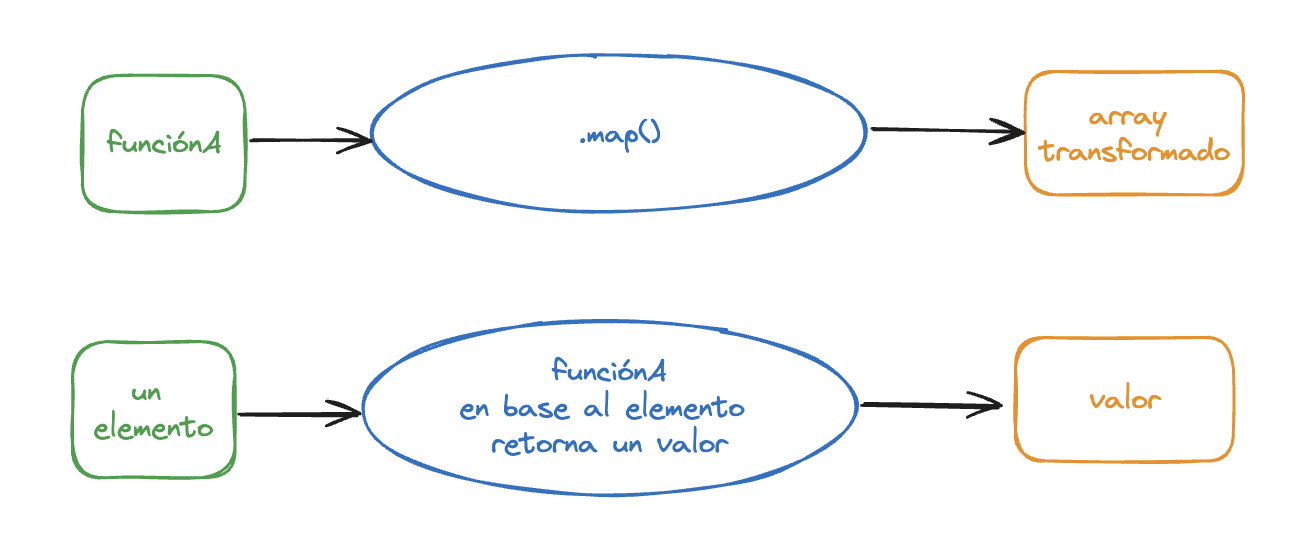 funciónA
.map()
array
transformado
un
elemento
funciónA
en base al elemento
retorna un valor
valor